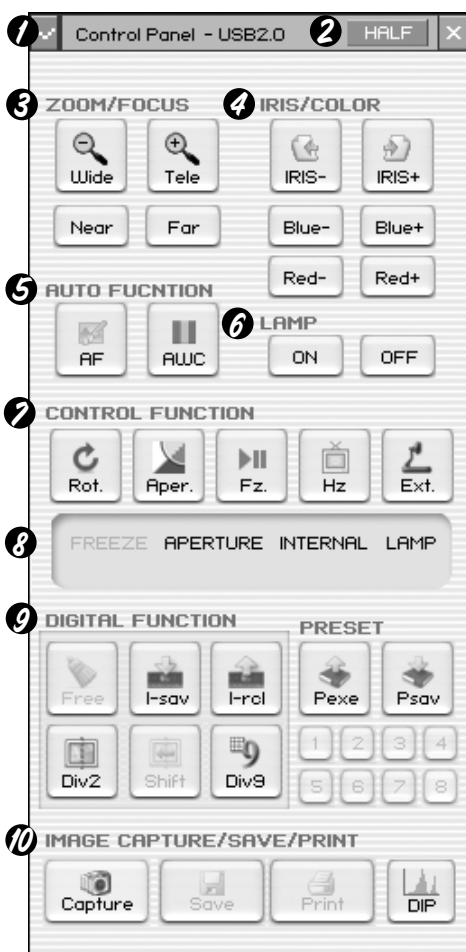 1 Control Panel - USB2.0 2 HALF
3 ZOOM/FOCUS 4 IRIS/COLOR
Wide Tele IRIS- IRIS+
Near Far Blue- Blue+
Red- Red+
5 AUTO FUCNTION
6 LAMP
AF AWC ON OFF
7 CONTROL FUNCTION
Rot. Aper. Fz. Hz Ext.
8 FREEZE APERTURE INTERNAL LAMP
9 DIGITAL FUNCTION PRESET
Free I-sav I-rcl Pexe Psav
1 2 3 4
Div2 Shift Div9
5 6 7 8
10 IMAGE CAPTURE/SAVE/PRINT
Capture Save Print DIP